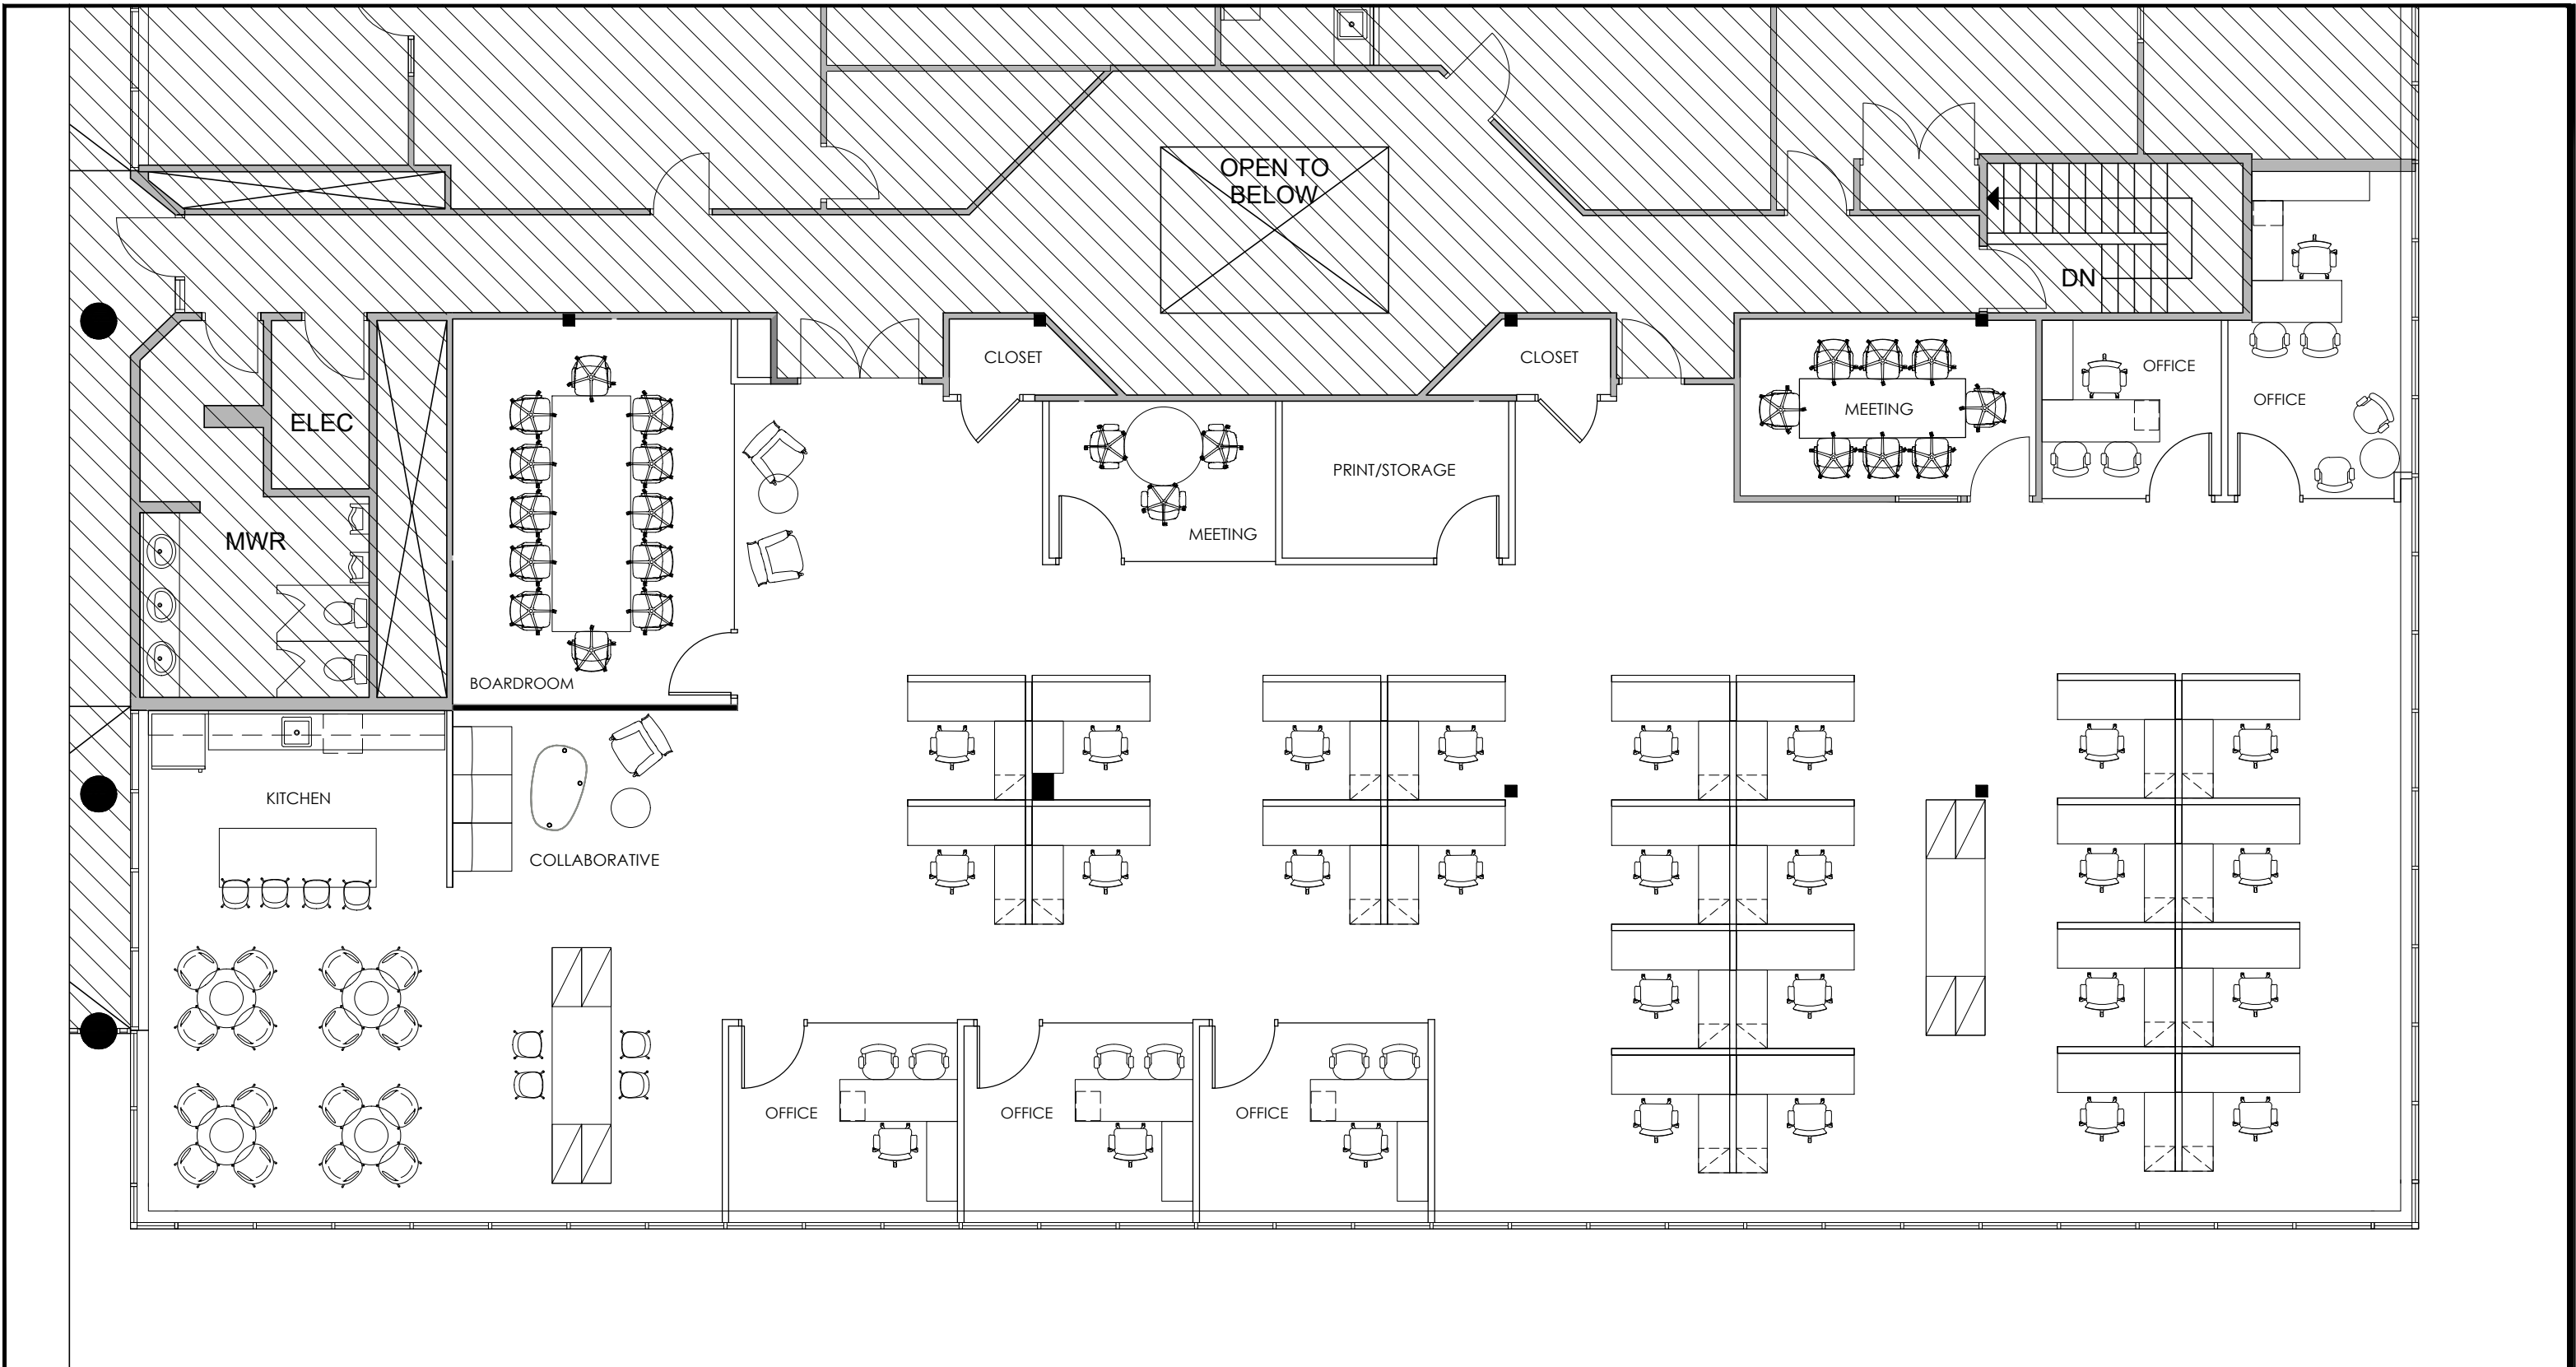 OPEN TO
BELOW
DN
CLOSET
CLOSET
OFFICE
MEETING
OFFICE
ELEC
PRINT/STORAGE
MWR
MEETING
BOARDROOM
KITCHEN
COLLABORATIVE
OFFICE
OFFICE
OFFICE